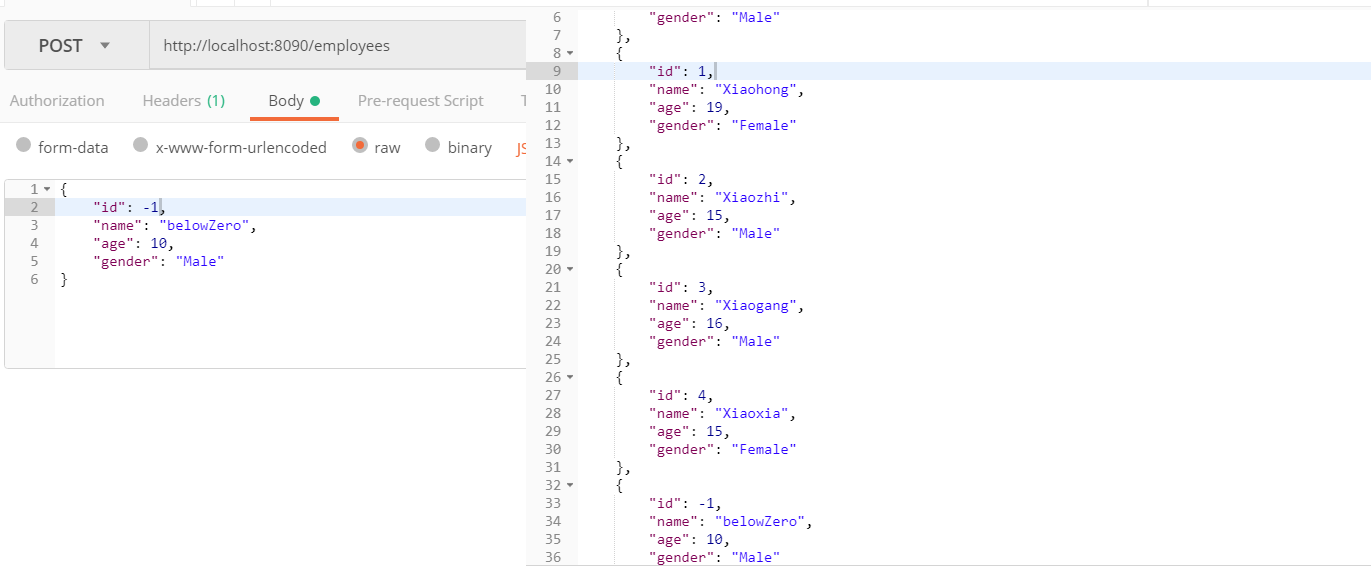 POST
http://localhost:8090/employees
Authorization Headers (1) Body Pre-request Script
form-data x-www-form-urlencoded raw binary
1 {
2 "id": -1,
3 "name": "belowZero",
4 "age": 10,
5 "gender": "Male"
6 }
6 "gender": "Male"
7 },
8 {
9 "id": 1,
10 "name": "Xiaohong",
11 "age": 19,
12 "gender": "Female"
13 },
14 {
15 "id": 2,
16 "name": "Xiaozhi",
17 "age": 15,
18 "gender": "Male"
19 },
20 {
21 "id": 3,
22 "name": "Xiaogang",
23 "age": 16,
24 "gender": "Male"
25 },
26 {
27 "id": 4,
28 "name": "Xiaoxia",
29 "age": 15,
30 "gender": "Female"
31 },
32 {
33 "id": -1,
34 "name": "belowZero",
35 "age": 10,
36 "gender": "Male"